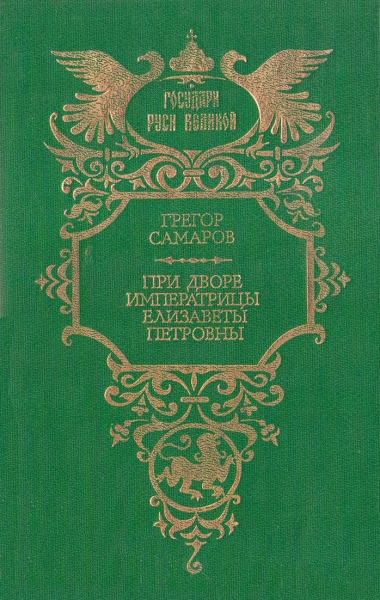 ГОСУДАРИ
РУСИ ВЕЛИКОЙ
ГРЕГОР
САМАРОВ
ПРИ ДВОРЕ
ИМПЕРАТРИЦЫ
ЕЛИЗАВЕТЫ
ПЕТРОВНЫ